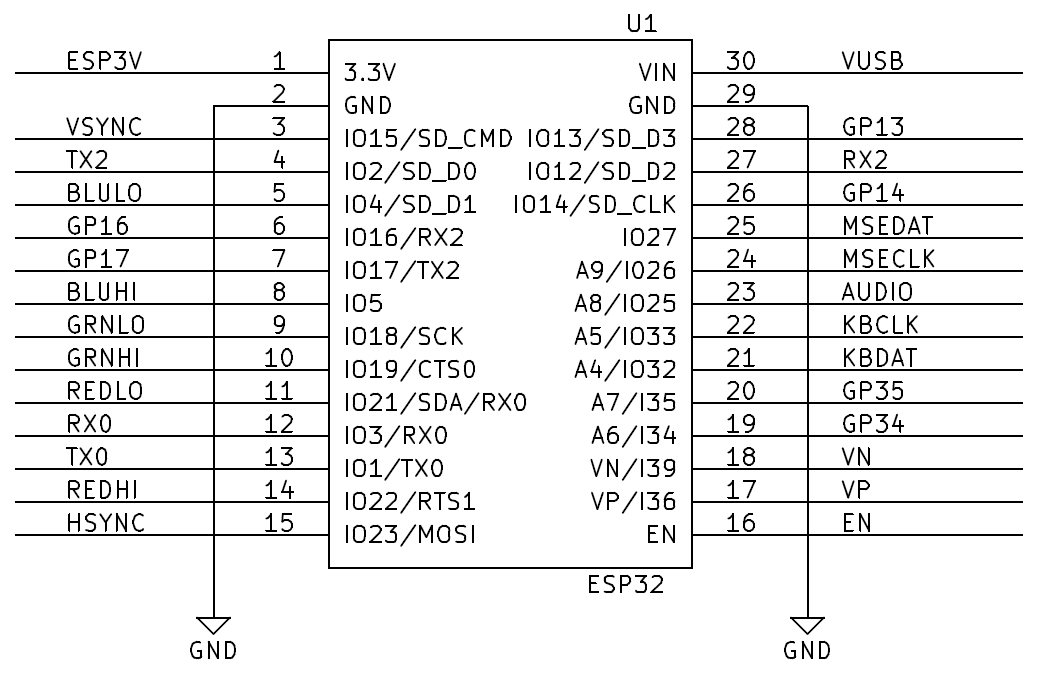 U1
ESP3V 1 3.3V VIN 30 VUSB
2 GND GND 29
VSYNC 3 IO15/SD_CMD IO13/SD_D3 28 GP13
TX2 4 IO2/SD_D0 IO12/SD_D2 27 RX2
BLULO 5 IO4/SD_D1 IO14/SD_CLK 26 GP14
GP16 6 IO16/RX2 IO27 25 MSEDAT
GP17 7 IO17/TX2 A9/IO26 24 MSECLK
BLUHI 8 IO5 A8/IO25 23 AUDIO
GRNLO 9 IO18/SCK A5/IO33 22 KBCLK
GRNHI 10 IO19/CTS0 A4/IO32 21 KBDAT
REDLO 11 IO21/SDA/RX0 A7/I35 20 GP35
RX0 12 IO3/RX0 A6/I34 19 GP34
TX0 13 IO1/TX0 VN/I39 18 VN
REDHI 14 IO22/RTS1 VP/I36 17 VP
HSYNC 15 IO23/MOSI EN 16 EN
ESP32
GND GND